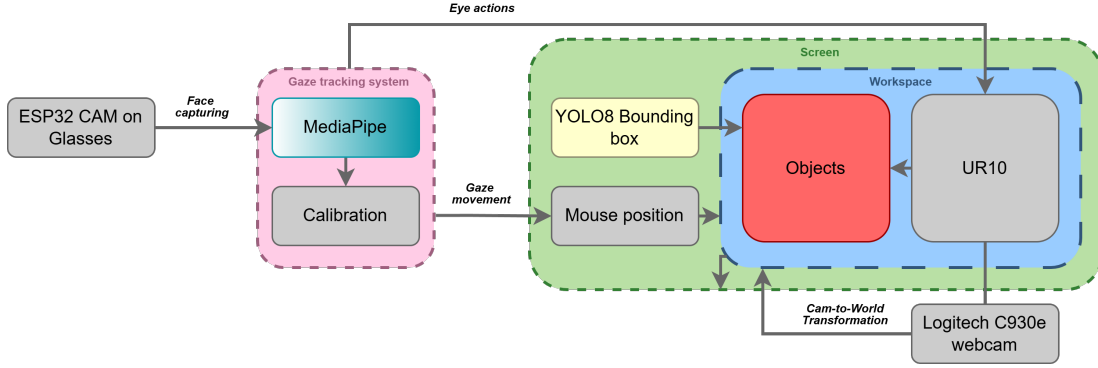 Eye actions
Screen
Gaze tracking system
Workspace
Face
capturing
ESP32 CAM on
Glasses
MediaPipe
YOLO8 Bounding
box
Objects
UR10
Calibration
Gaze
movement
Mouse position
Cam-to-World
Transformation
Logitech C930e
webcam